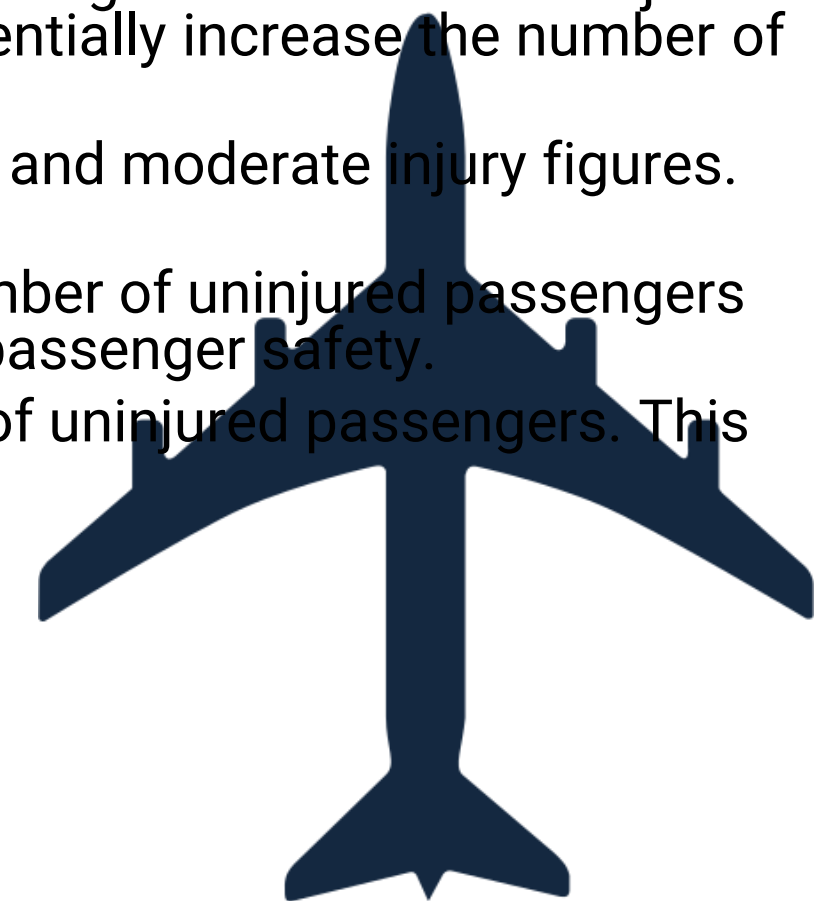 entially increase the number of
and moderate injury figures.
nber of uninjured passengers
passenger safety.
of uninjured passengers. This